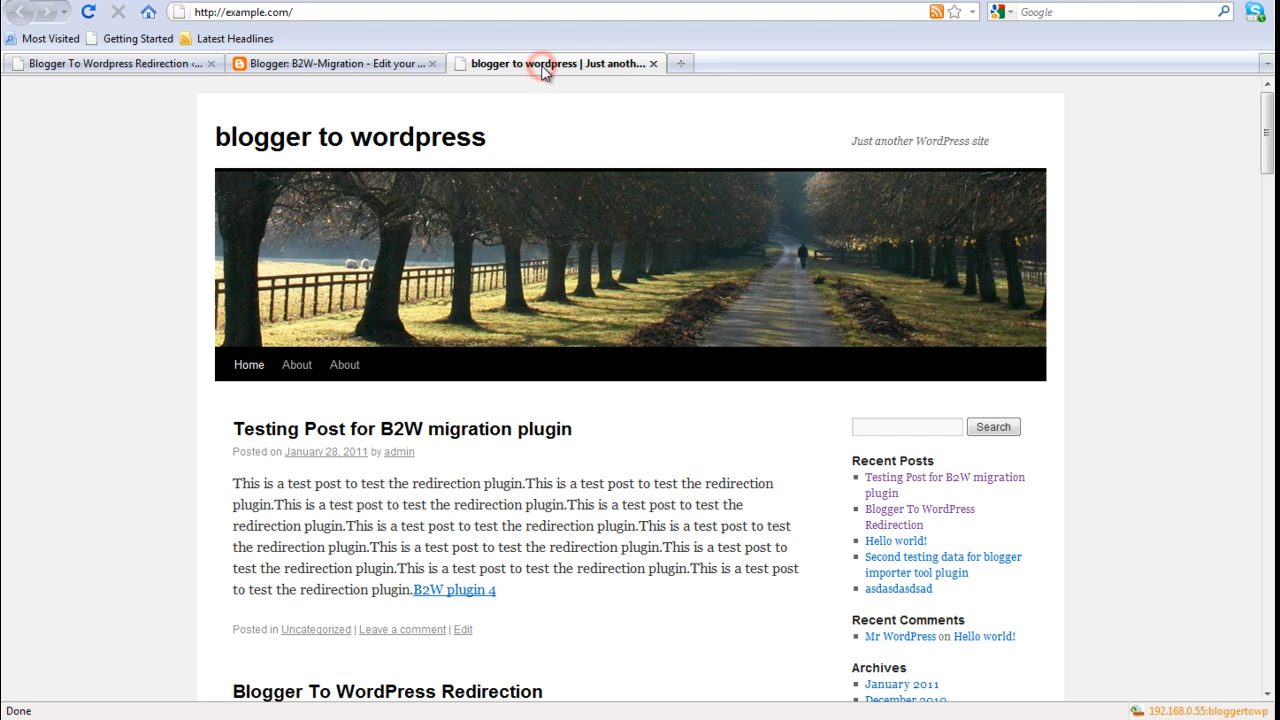 http://example.com/
Google
Most Visited
Getting Started
Latest Headlines
Blogger To Wordpress Redirection ‹...
Blogger: B2W-Migration - Edit your ...
blogger to wordpress | Just anoth...
blogger to wordpress
Just another WordPress site
Home
About
About
Testing Post for B2W migration plugin
Posted on January 28, 2011 by admin
This is a test post to test the redirection plugin.This is a test post to test the redirection
plugin.This is a test post to test the redirection plugin.This is a test post to test the
redirection plugin.This is a test post to test the redirection plugin.This is a test post to test
the redirection plugin.This is a test post to test the redirection plugin.This is a test post to
test the redirection plugin.This is a test post to test the redirection plugin.This is a test post
to test the redirection plugin.B2W plugin 4
Posted in Uncategorized | Leave a comment | Edit
Blogger To WordPress Redirection
Search
Recent Posts
Testing Post for B2W migration
plugin
Blogger To WordPress
Redirection
Hello world!
Second testing data for blogger
importer tool plugin
asdasdasdsad
Recent Comments
Mr WordPress on Hello world!
Archives
January 2011
December 2010
Done
192.168.0.55:bloggertowp